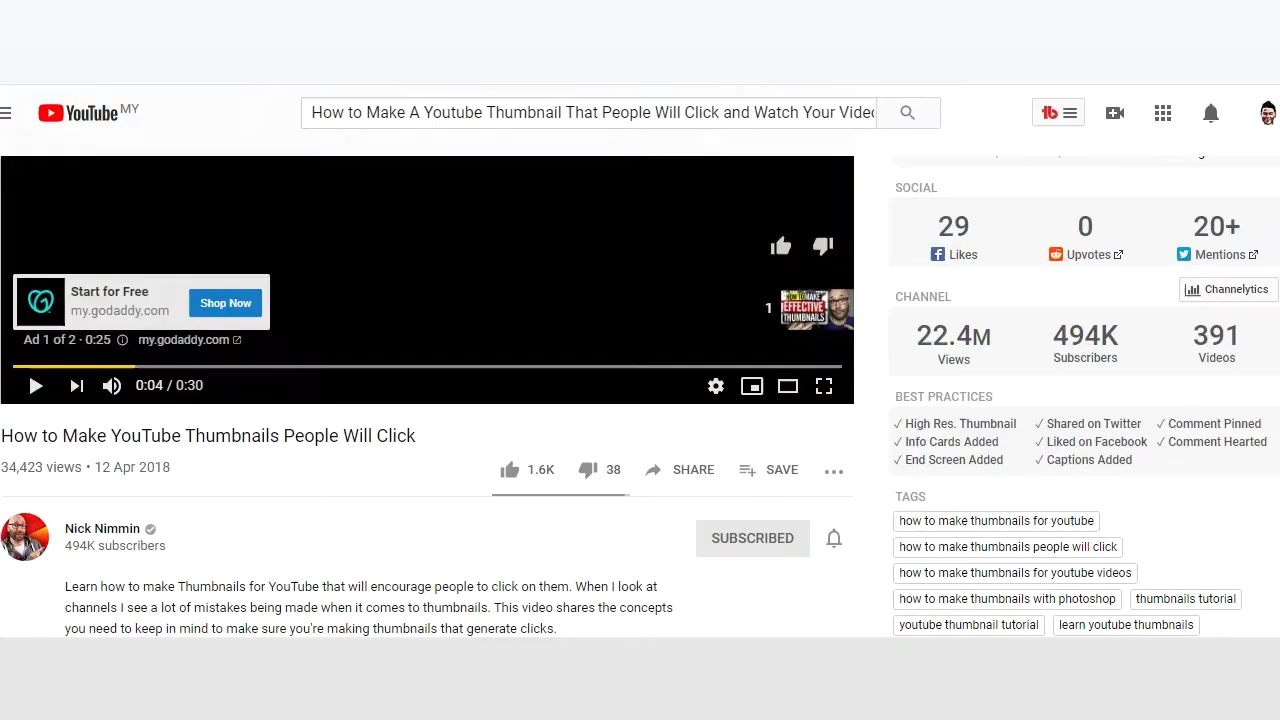 YouTube MY
How to Make A Youtube Thumbnail That People Will Click and Watch Your Video
Start for Free
my.godaddy.com
Shop Now
Ad 1 of 2 · 0:25 my.godaddy.com
1
HOW TO MAKE
EFFECTIVE
THUMBNAILS
0:04 / 0:30
How to Make YouTube Thumbnails People Will Click
34,423 views • 12 Apr 2018
1.6K 38 SHARE SAVE
Nick Nimmin
494K subscribers
SUBSCRIBED
Learn how to make Thumbnails for YouTube that will encourage people to click on them. When I look at
channels I see a lot of mistakes being made when it comes to thumbnails. This video shares the concepts
you need to keep in mind to make sure you're making thumbnails that generate clicks.
SOCIAL
29 0 20+
Likes Upvotes Mentions
CHANNEL
Channelytics
22.4M 494K 391
Views Subscribers Videos
BEST PRACTICES
✓ High Res. Thumbnail ✓ Shared on Twitter ✓ Comment Pinned
✓ Info Cards Added ✓ Liked on Facebook ✓ Comment Hearted
✓ End Screen Added ✓ Captions Added
TAGS
how to make thumbnails for youtube
how to make thumbnails people will click
how to make thumbnails for youtube videos
how to make thumbnails with photoshop thumbnails tutorial
youtube thumbnail tutorial learn youtube thumbnails